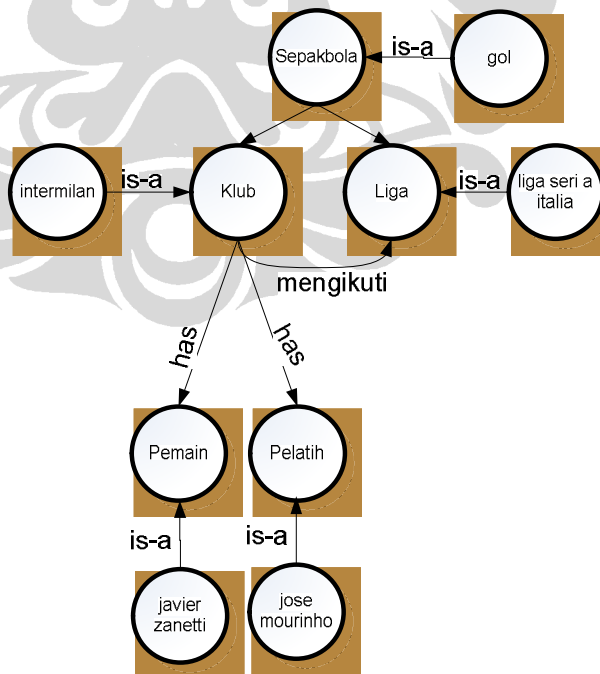 Sepakbola
is-a
gol
intermilan
is-a
Klub
Liga
is-a
liga seri a
italia
mengikuti
has
has
Pemain
Pelatih
is-a
is-a
javier
zanetti
jose
mourinho